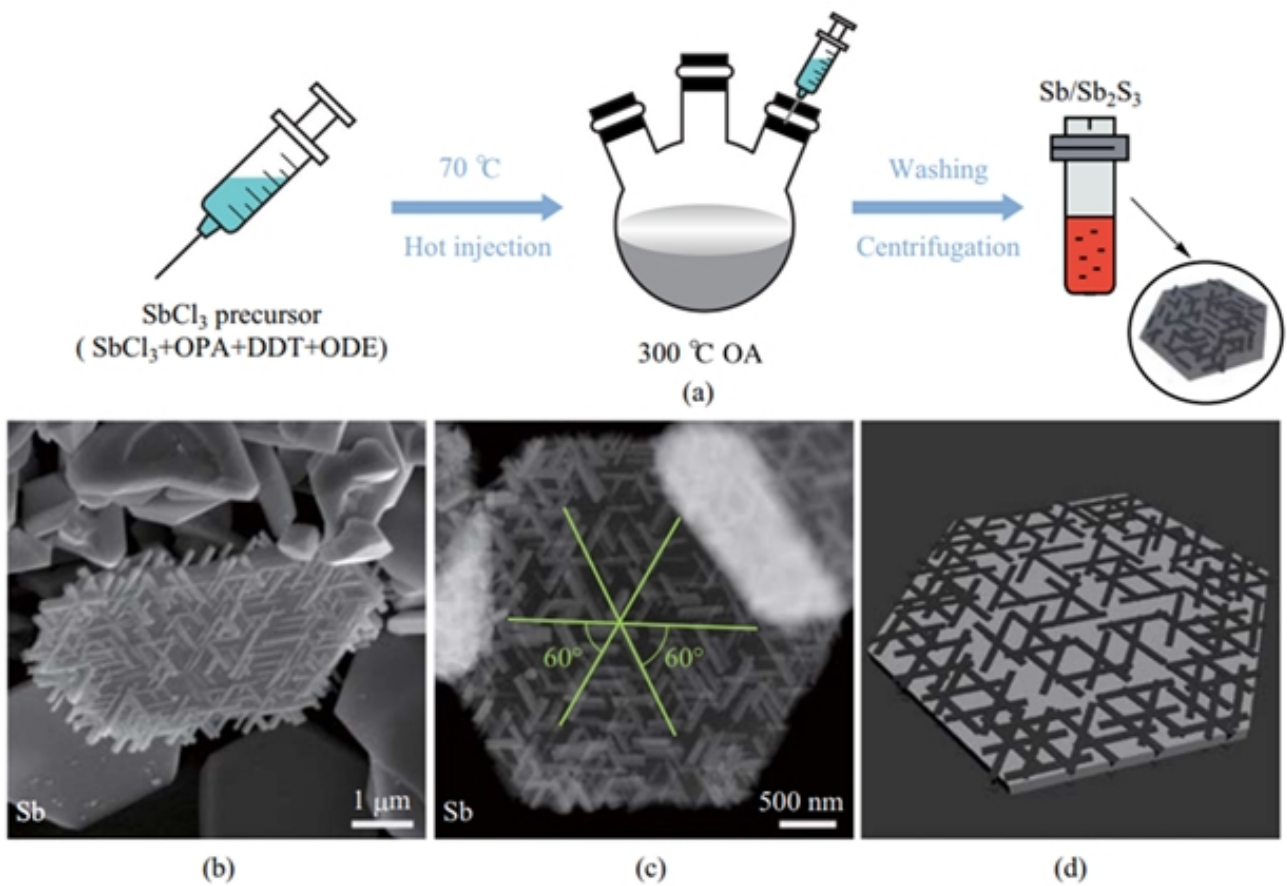 Sb/Sb₂S₃
70 ℃
Hot injection
Washing
Centrifugation
SbCl₃ precursor
( SbCl₃+OPA+DDT+ODE)
300 ℃ OA
(a)
60°
60°
Sb
1 μm
Sb
500 nm
(b)
(c)
(d)